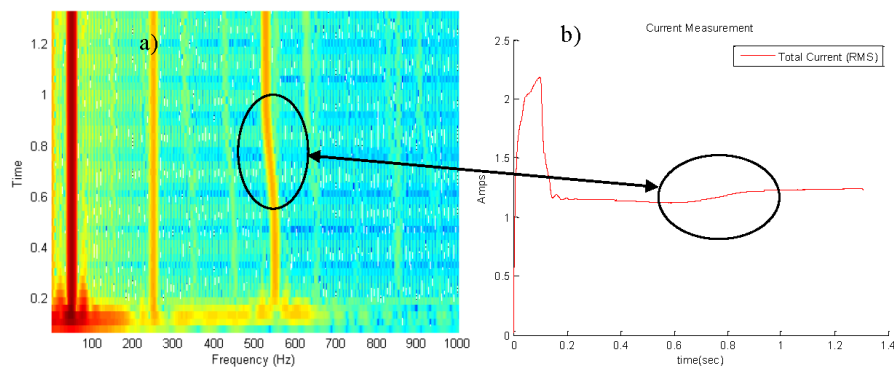 a)
Time
1.2
1
0.8
0.6
0.4
0.2
100 200 300 400 500 600 700 800 900 1000
Frequency (Hz)
b)
Current Measurement
Total Current (RMS)
Amps
2.5
2
1.5
1
0.5
0
0 0.2 0.4 0.6 0.8 1 1.2 1.4
time(sec)